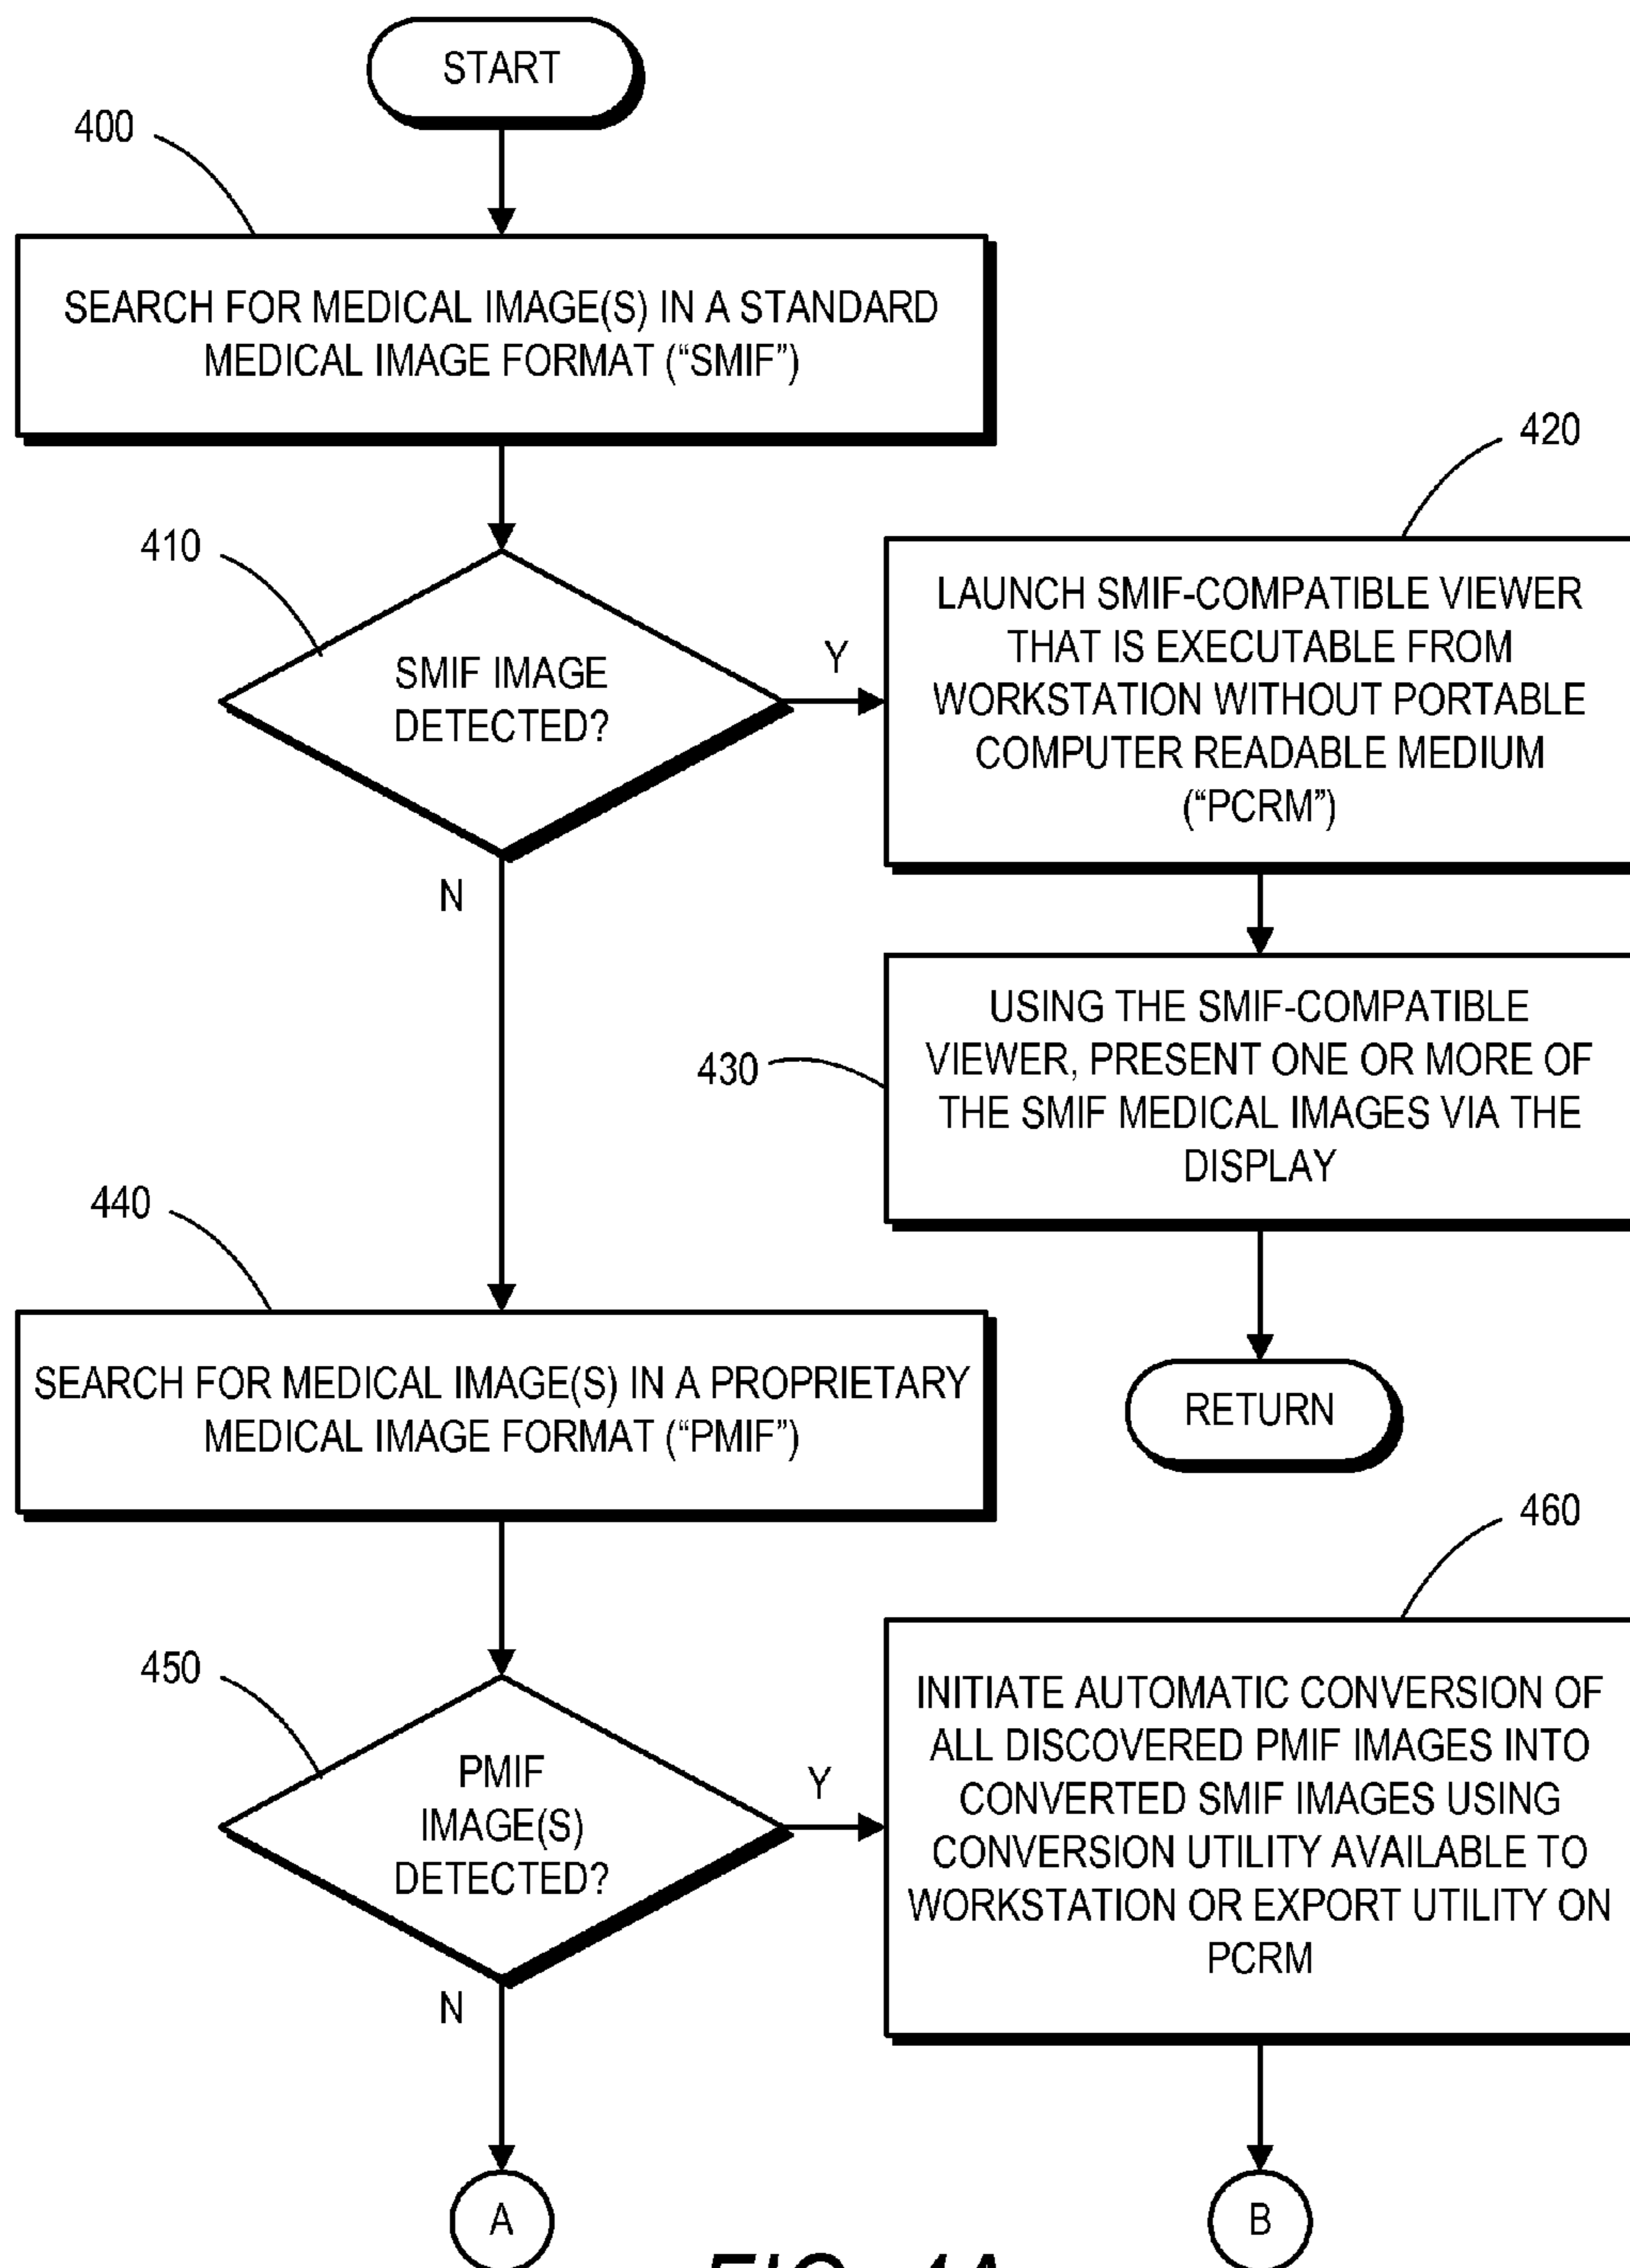 START
400
SEARCH FOR MEDICAL IMAGE(S) IN A STANDARD
MEDICAL IMAGE FORMAT (“SMIF”)
410
SMIF IMAGE
DETECTED?
Y
N
420
LAUNCH SMIF-COMPATIBLE VIEWER
THAT IS EXECUTABLE FROM
WORKSTATION WITHOUT PORTABLE
COMPUTER READABLE MEDIUM
(“PCRM”)
430
USING THE SMIF-COMPATIBLE
VIEWER, PRESENT ONE OR MORE OF
THE SMIF MEDICAL IMAGES VIA THE
DISPLAY
RETURN
440
SEARCH FOR MEDICAL IMAGE(S) IN A PROPRIETARY
MEDICAL IMAGE FORMAT (“PMIF”)
450
PMIF
IMAGE(S)
DETECTED?
Y
N
460
INITIATE AUTOMATIC CONVERSION OF
ALL DISCOVERED PMIF IMAGES INTO
CONVERTED SMIF IMAGES USING
CONVERSION UTILITY AVAILABLE TO
WORKSTATION OR EXPORT UTILITY ON
PCRM
A
B